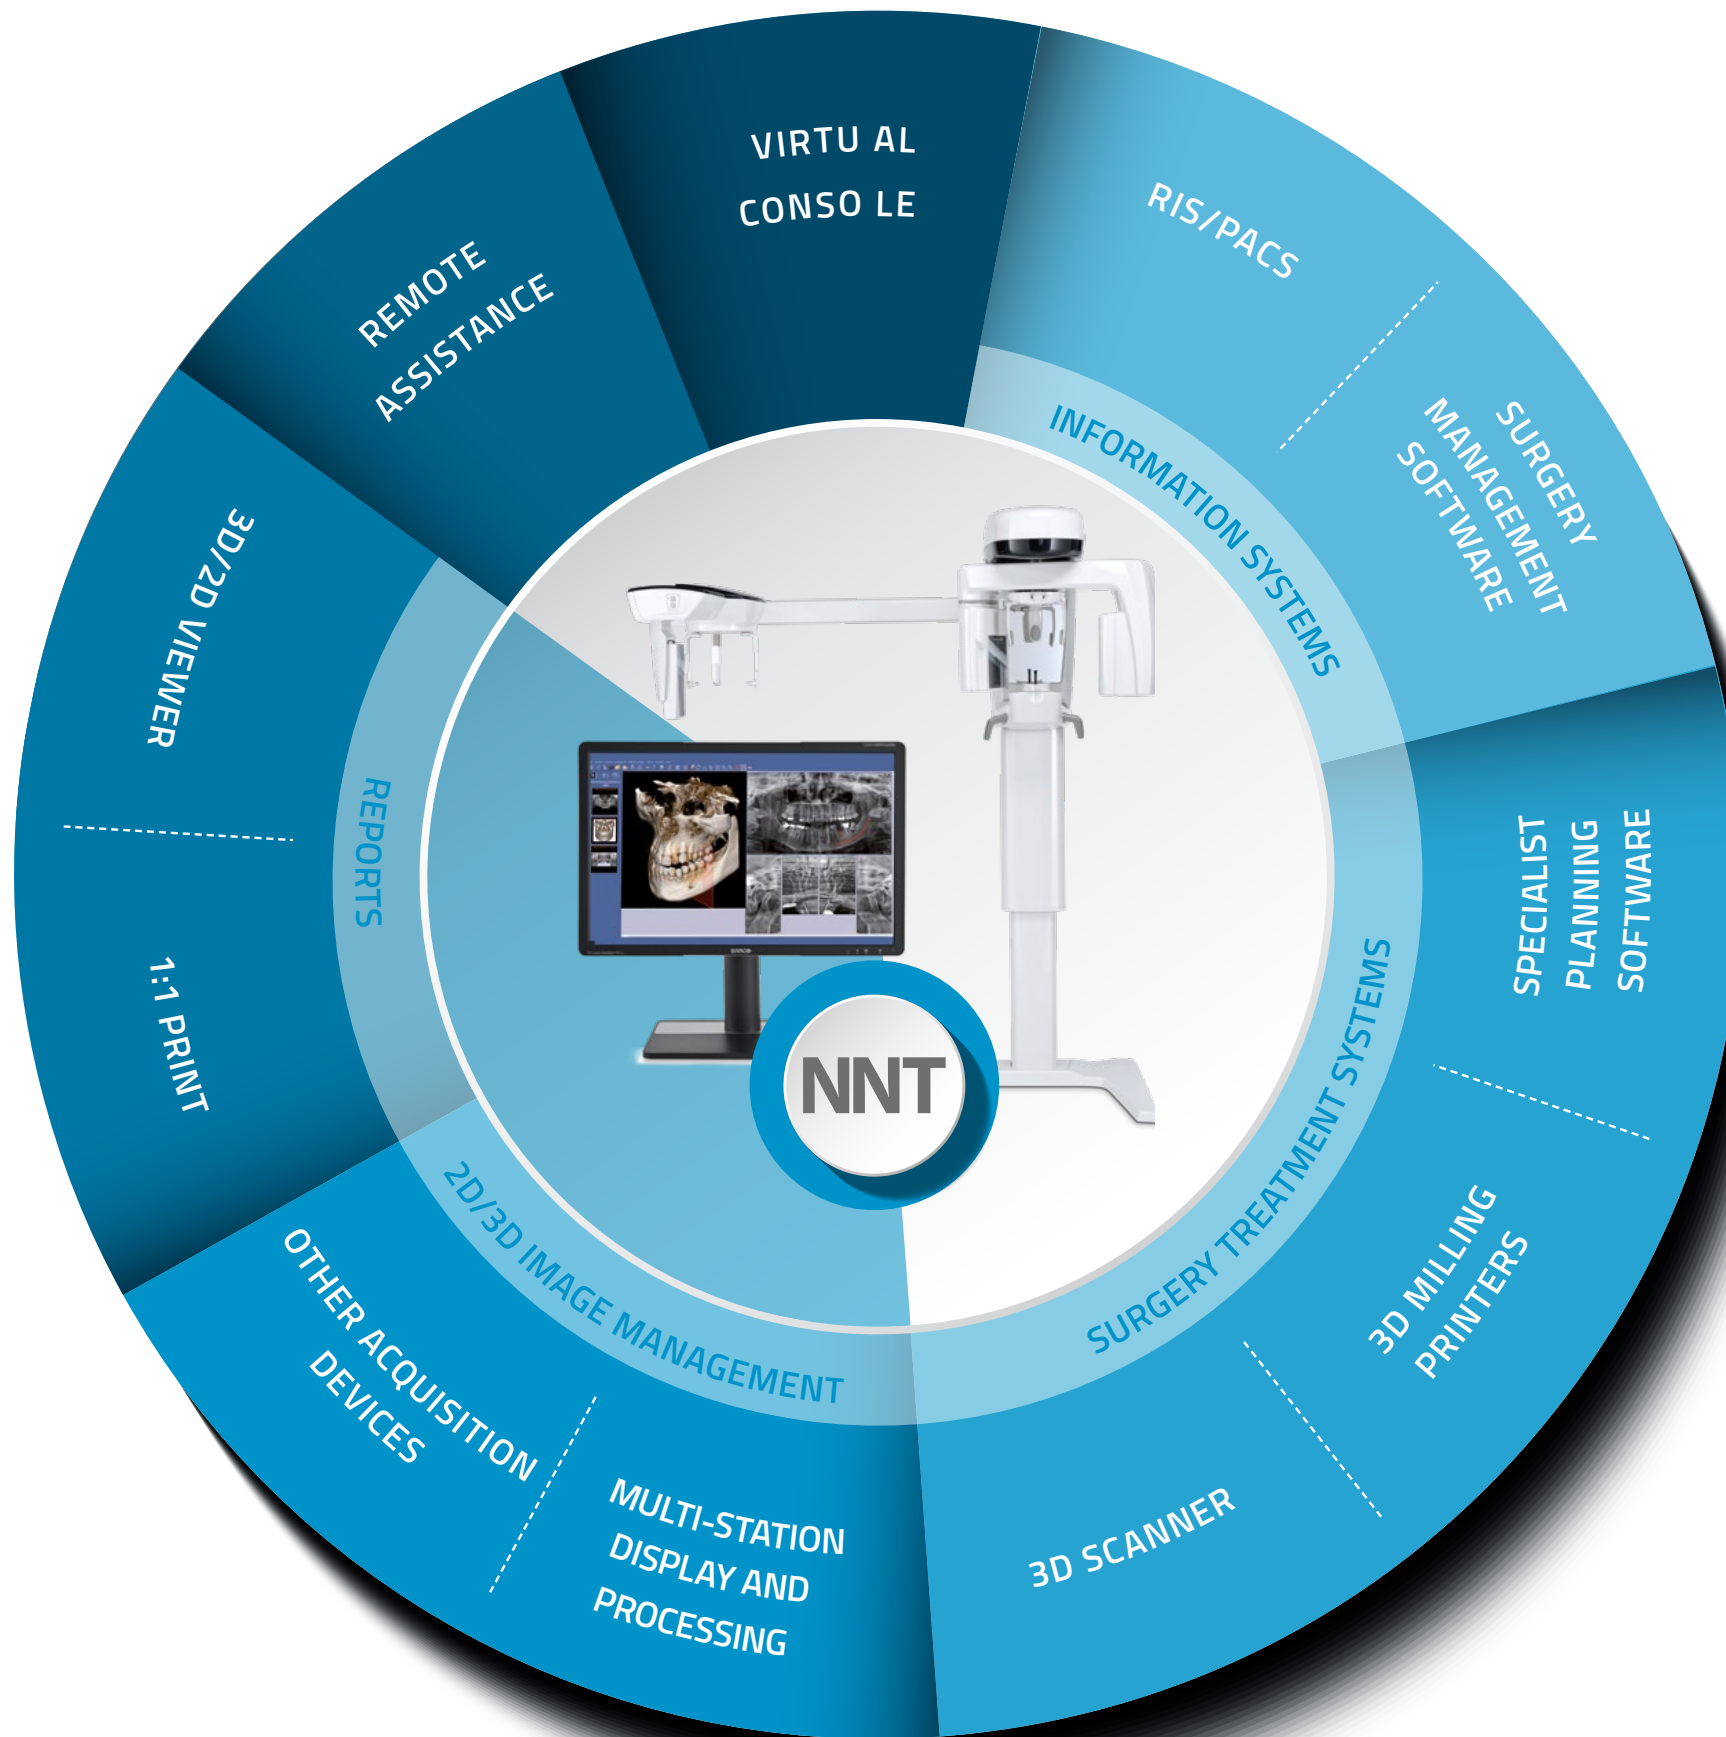 VIRTU AL
CONSO LE
RIS/PACS
SURGERY
MANAGEMENT
SOFTWARE
INFORMATION SYSTEMS
SPECIALIST
PLANNING
SOFTWARE
3D MILLING
PRINTERS
3D SCANNER
SURGERY TREATMENT SYSTEMS
MULTI-STATION
DISPLAY AND
PROCESSING
OTHER ACQUISITION
DEVICES
2D/3D IMAGE MANAGEMENT
1:1 PRINT
3D/2D VIEWER
REPORTS
REMOTE
ASSISTANCE
NNT